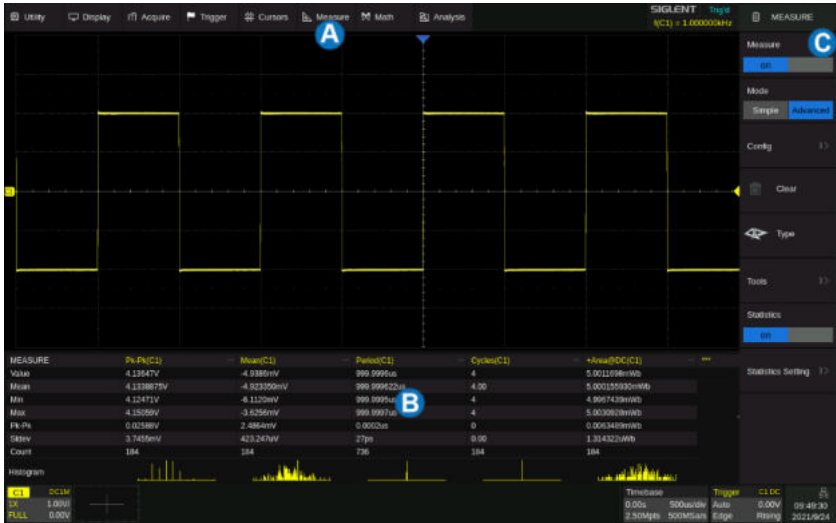 Utility Display Acquire Trigger Cursors Measure Math Analysis
SIGLENT Trig'd
f(C1) = 1.000000kHz
MEASURE
A
C
Measure
on
Mode
Simple Advanced
Config
Clear
Type
Tools
Statistics
on
Statistics Setting
C1
MEASURE Pk-Pk(C1) Mean(C1) Period(C1) Cycles(C1) +Area@DC(C1)
Value 4.13647V -4.9386mV 999.9996us 4 5.0011698mWb
Mean 4.1338875V -4.923350mV 999.999622us 4.00 5.000155930mWb
Min 4.12471V -6.1120mV 999.9995us 4 4.9967439mWb
Max 4.15059V -3.6256mV 999.9997us 4 5.0030928mWb
Pk-Pk 0.02588V 2.4864mV 0.0002us 0 0.0063489mWb
Stdev 3.7455mV 423.247uV 27ps 0.00 1.314322uWb
Count 184 184 736 184 184
B
Histogram
C1 DC1M
1X 1.00V/
FULL 0.00V
Timebase
0.00s 500us/div
2.50Mpts 500MSa/s
Trigger C1 DC
Auto 0.00V
Edge Rising
09:49:30
2021/9/24